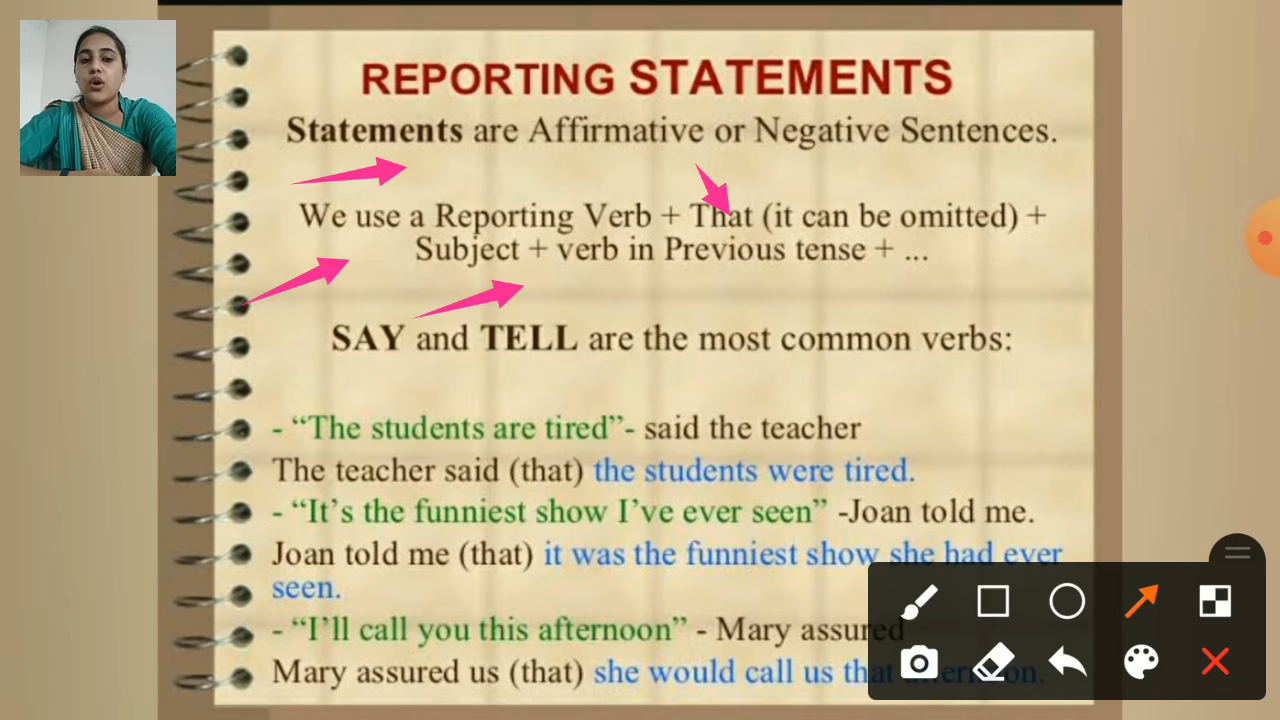 REPORTING STATEMENTS
Statements are Affirmative or Negative Sentences.
We use a Reporting Verb + That (it can be omitted) +
Subject + verb in Previous tense + ...
SAY and TELL are the most common verbs:
- “The students are tired”- said the teacher
The teacher said (that) the students were tired.
- “It’s the funniest show I’ve ever seen” -Joan told me.
Joan told me (that) it was the funniest show she had ever
seen.
- “I’ll call you this afternoon” - Mary assured
Mary assured us (that) she would call us that afternoon.